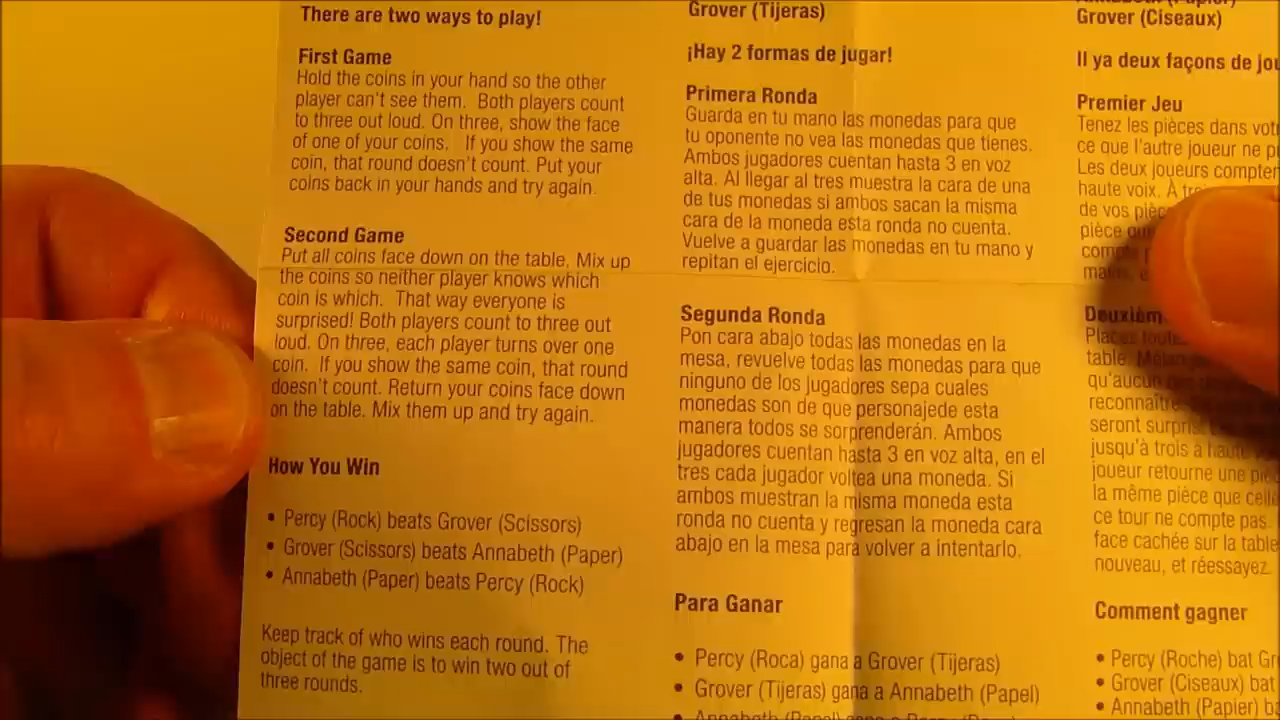 There are two ways to play!
First Game
Hold the coins in your hand so the other
player can't see them. Both players count
to three out loud. On three, show the face
of one of your coins. If you show the same
coin, that round doesn't count. Put your
coins back in your hands and try again.
Second Game
Put all coins face down on the table. Mix up
the coins so neither player knows which
coin is which. That way everyone is
surprised! Both players count to three out
loud. On three, each player turns over one
coin. If you show the same coin, that round
doesn't count. Return your coins face down
on the table. Mix them up and try again.
How You Win
• Percy (Rock) beats Grover (Scissors)
• Grover (Scissors) beats Annabeth (Paper)
• Annabeth (Paper) beats Percy (Rock)
Keep track of who wins each round. The
object of the game is to win two out of
three rounds.
Grover (Tijeras)
¡Hay 2 formas de jugar!
Primera Ronda
Guarda en tu mano las monedas para que
tu oponente no vea las monedas que tienes.
Ambos jugadores cuentan hasta 3 en voz
alta. Al llegar al tres muestra la cara de una
de tus monedas si ambos sacan la misma
cara de la moneda esta ronda no cuenta.
Vuelve a guardar las monedas en tu mano y
repitan el ejercicio.
Segunda Ronda
Pon cara abajo todas las monedas en la
mesa, revuelve todas las monedas para que
ninguno de los jugadores sepa cuales
monedas son de que personajede esta
manera todos se sorprenderán. Ambos
jugadores cuentan hasta 3 en voz alta, en el
tres cada jugador voltea una moneda. Si
ambos muestran la misma moneda esta
ronda no cuenta y regresan la moneda cara
abajo en la mesa para volver a intentarlo.
Para Ganar
• Percy (Roca) gana a Grover (Tijeras)
• Grover (Tijeras) gana a Annabeth (Papel)
Grover (Ciseaux)
Il ya deux façons de
Premier Jeu
Tenez les pièces dans
ce que l'autre joueur ne
Les deux joueurs
haute voix. À
de vos
pièce
Placez
table.
qu'aucun
reconnaître.
seront
jusqu'à trois à
joueur retourne une
la même pièce que
ce tour ne compte pas.
face cachée sur la table
nouveau, et réessayez.
Comment gagner
• Percy (Roche) bat
• Grover (Ciseaux) bat
• Annabeth (Papier)